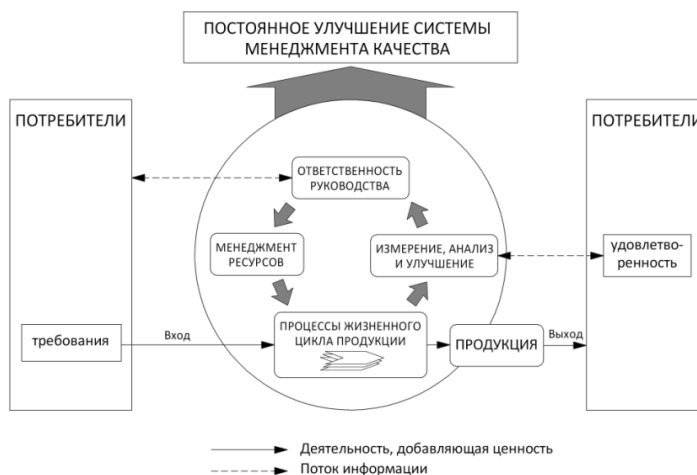 ПОСТОЯННОЕ УЛУЧШЕНИЕ СИСТЕМЫ
МЕНЕДЖМЕНТА КАЧЕСТВА
ПОТРЕБИТЕЛИ
ПОТРЕБИТЕЛИ
ОТВЕТСТВЕННОСТЬ
РУКОВОДСТВА
МЕНЕДЖМЕНТ
РЕСУРСОВ
ИЗМЕРЕНИЕ, АНАЛИЗ
И УЛУЧШЕНИЕ
удовлетво-
ренность
требования
Вход
ПРОЦЕССЫ ЖИЗНЕННОГО
ЦИКЛА ПРОДУКЦИИ
ПРОДУКЦИЯ
Выход
Деятельность, добавляющая ценность
Поток информации